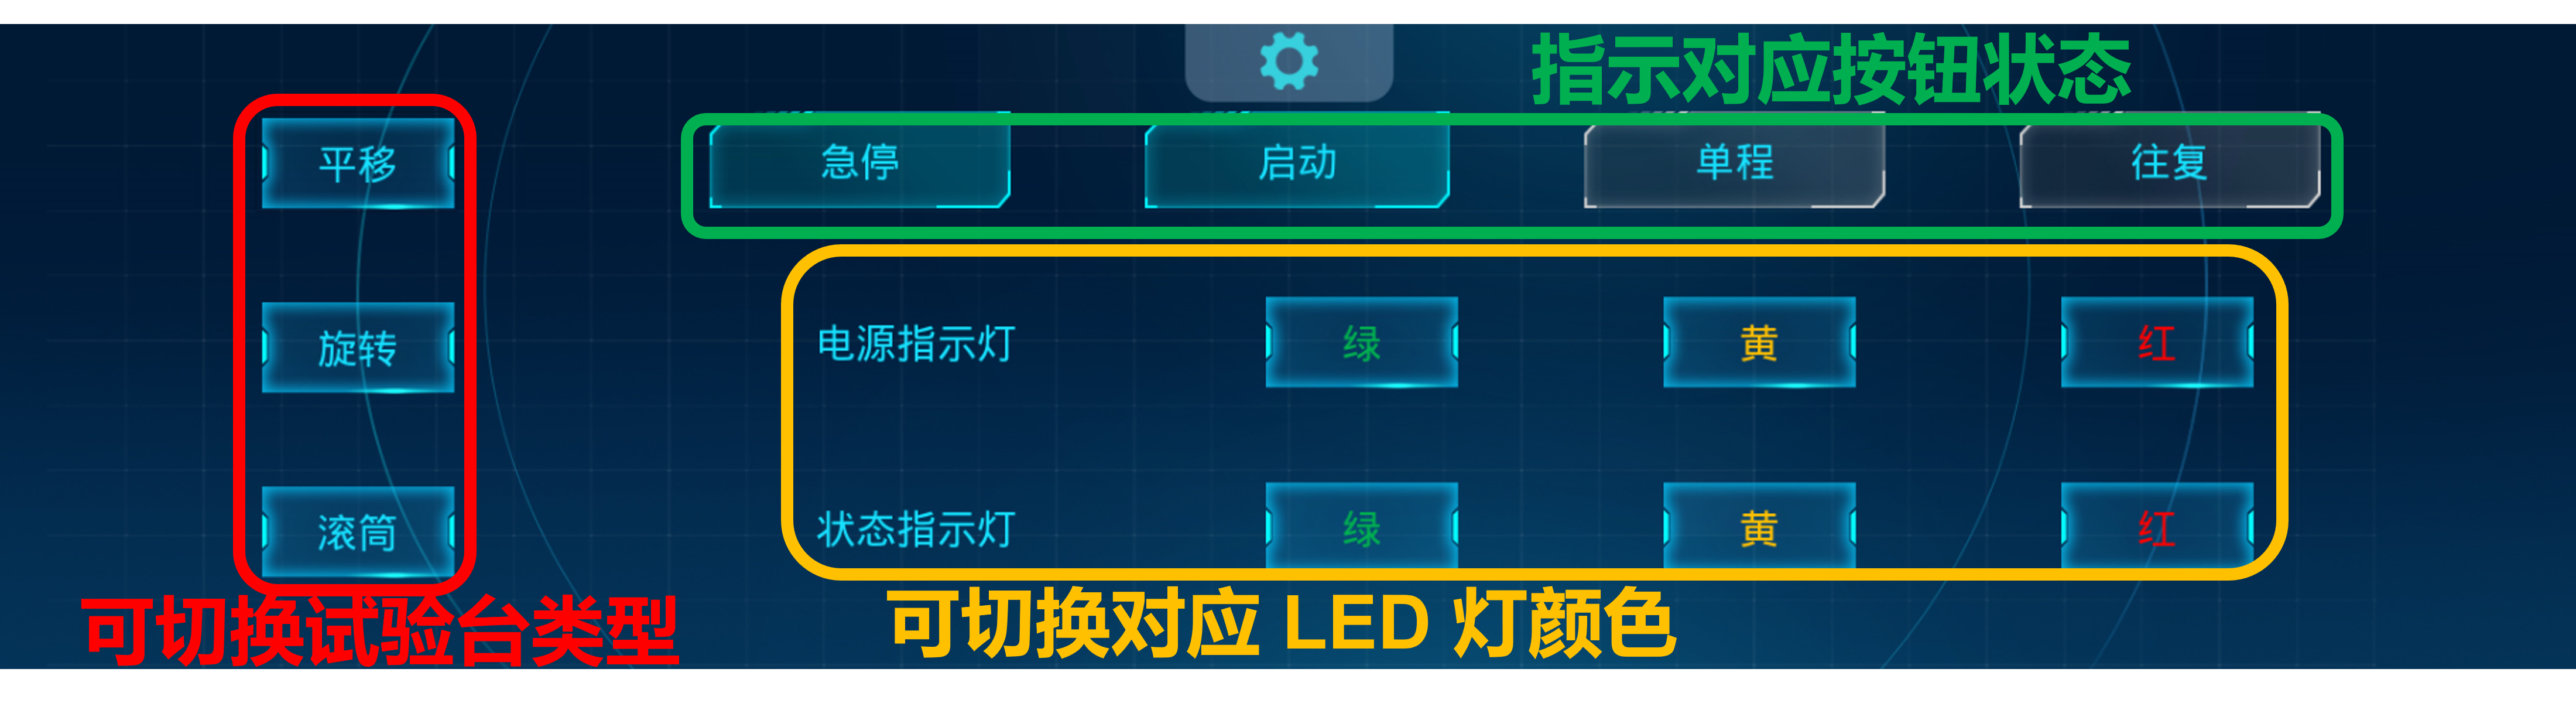 指示对应按钮状态
平移 急停 启动 单程 往复
旋转 电源指示灯 绿 黄 红
滚筒 状态指示灯 绿 黄 红
可切换试验台类型 可切换对应 LED 灯颜色